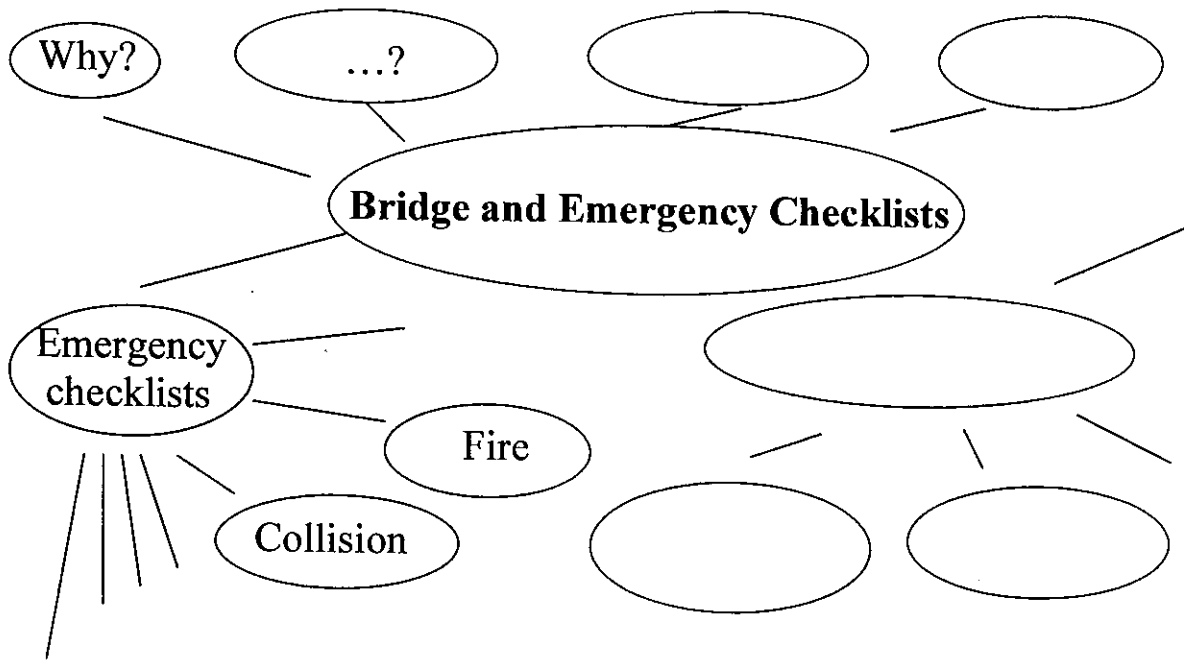 Why?
...?
Bridge and Emergency Checklists
Emergency
checklists
Fire
Collision